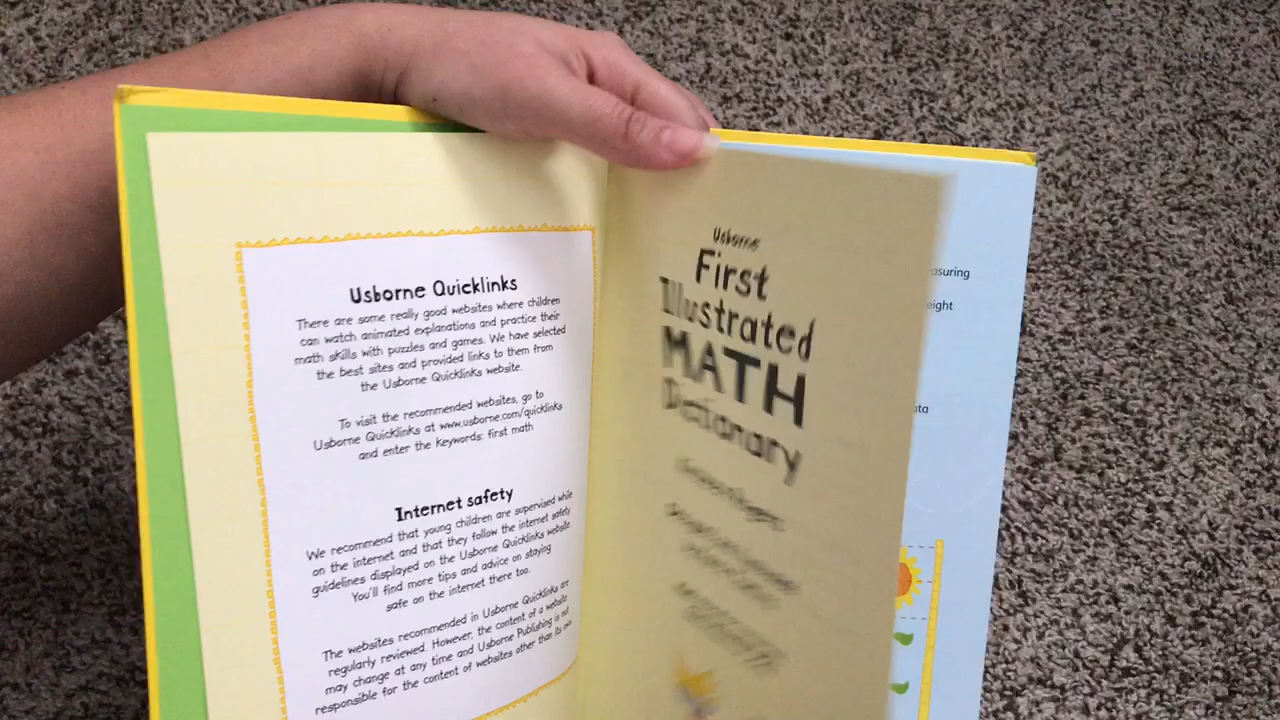 Usborne Quicklinks
There are some really good websites where children
can watch animated explanations and practice their
math skills with puzzles and games. We have selected
the best sites and provided links to them from
the Usborne Quicklinks website.
To visit the recommended websites, go to
Usborne Quicklinks at www.usborne.com/quicklinks
and enter the keywords: first math
Internet safety
We recommend that young children are supervised while
on the internet and that they follow the internet safety
guidelines displayed on the Usborne Quicklinks website.
You'll find more tips and advice on staying
safe on the internet there too.
The websites recommended in Usborne Quicklinks are
regularly reviewed. However, the content of a website
may change at any time and Usborne Publishing is not
responsible for the content of websites other than its own
Usborne
First
Illustrated
MATH
Dictionary
asuring
eight
ata